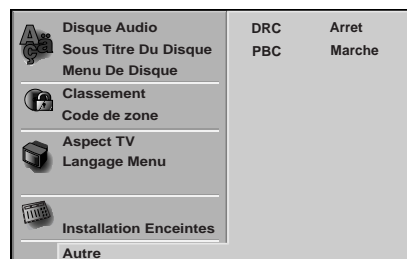 Disque Audio
Sous Titre Du Disque
Menu De Disque
Classement
Code de zone
Aspect TV
Langage Menu
Installation Enceintes
Autre
DRC Arret
PBC Marche